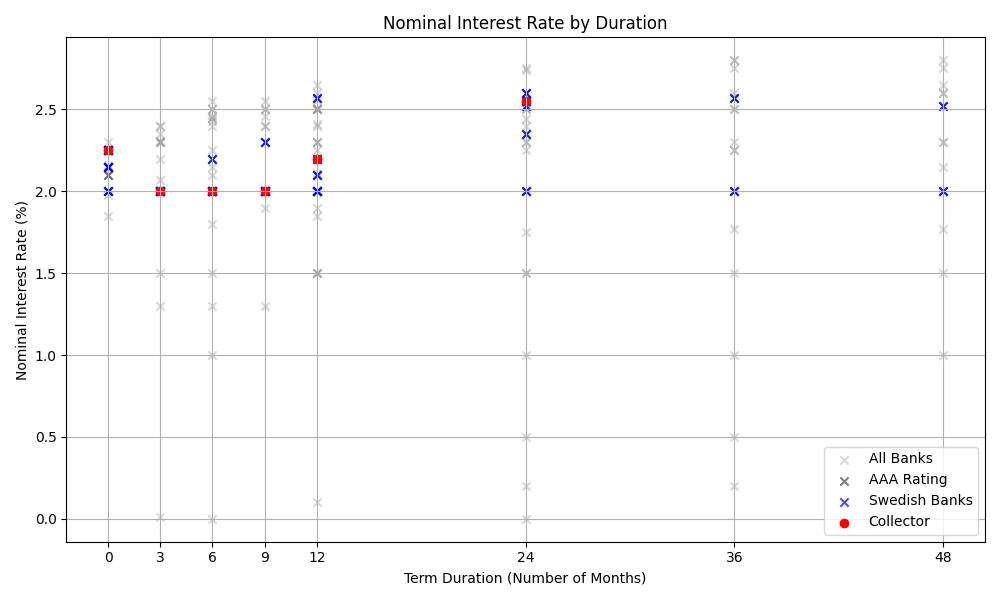 Nominal Interest Rate by Duration
Nominal Interest Rate (%)
2.5
2.0
1.5
1.0
0.5
0.0
All Banks
AAA Rating
Swedish Banks
Collector
0 3 6 9 12 24 36 48
Term Duration (Number of Months)